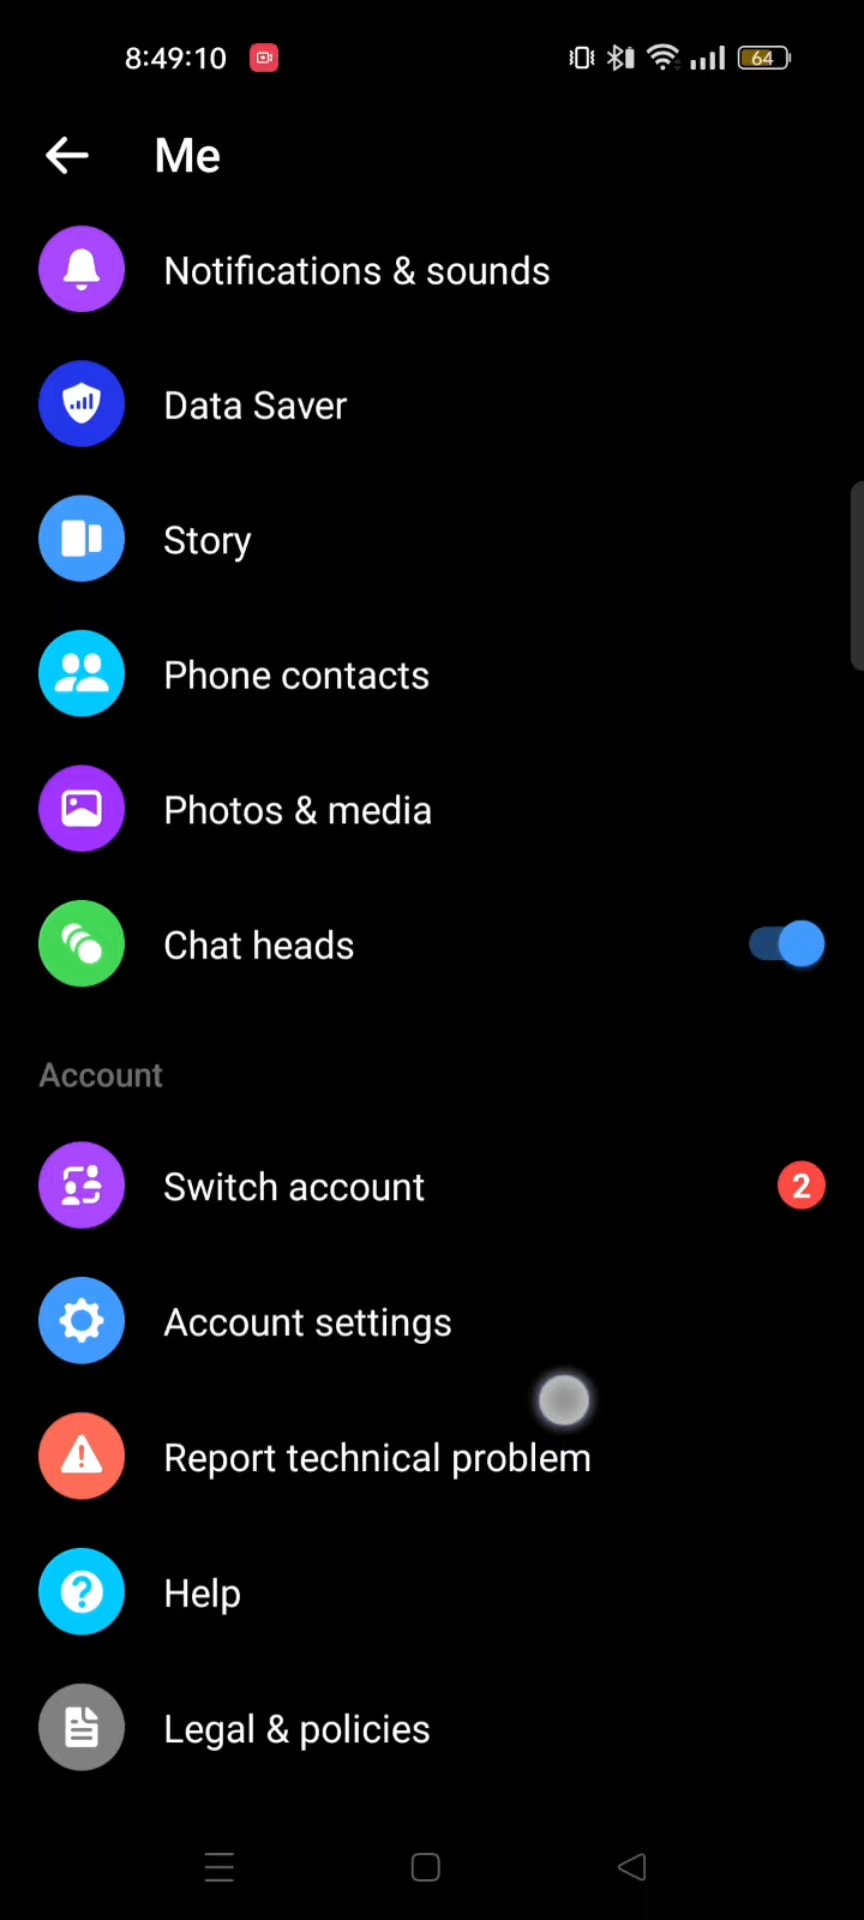 8:49:10
64
Me
Notifications & sounds
Data Saver
Story
Phone contacts
Photos & media
Chat heads
Account
Switch account
2
Account settings
Report technical problem
Help
Legal & policies